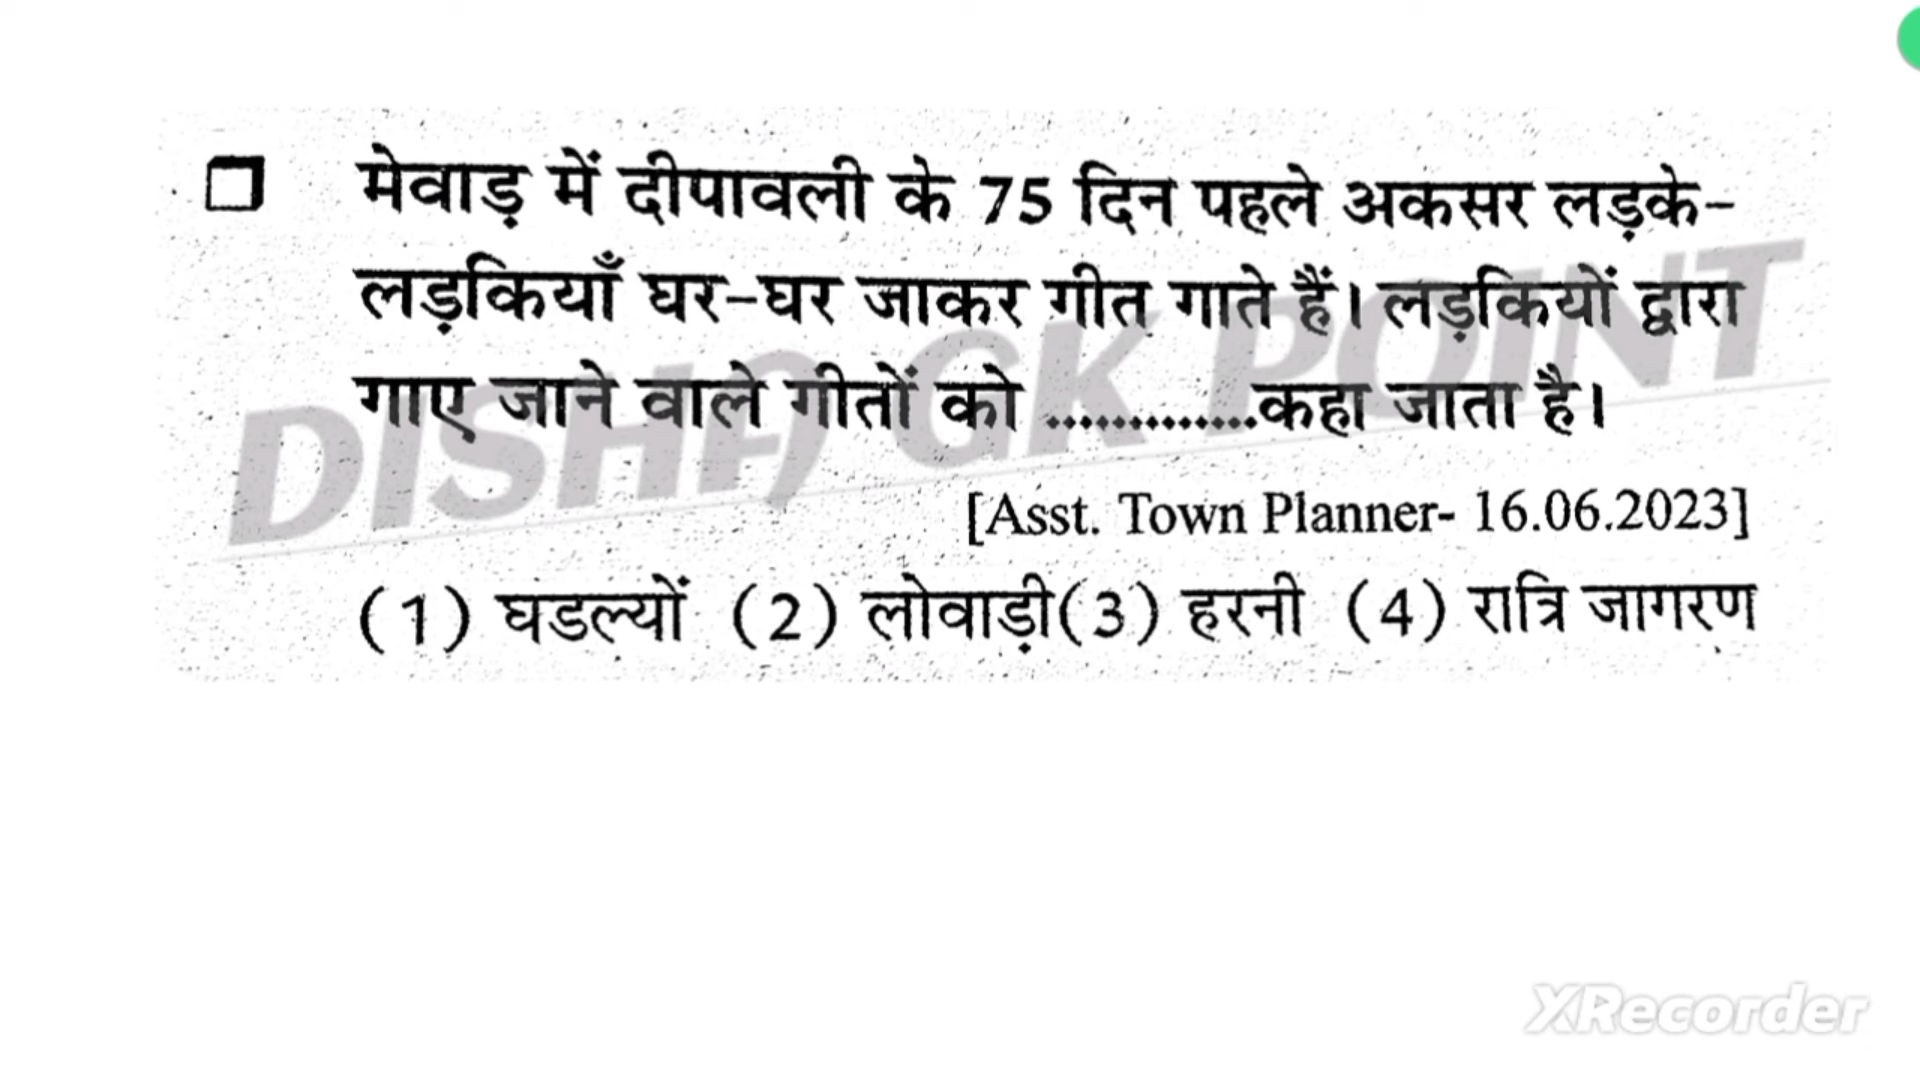 मेवाड़ में दीपावली के 75 दिन पहले अकसर लड़के-
लड़कियाँ घर-घर जाकर गीत गाते हैं। लड़कियों द्वारा
गाए जाने वाले गीतों को .............कहा जाता है।
DISHA GK POINT
[Asst. Town Planner- 16.06.2023]
(1) घडल्यों (2) लोवाड़ी(3) हरनी (4) रात्रि जागरण
XRecorder